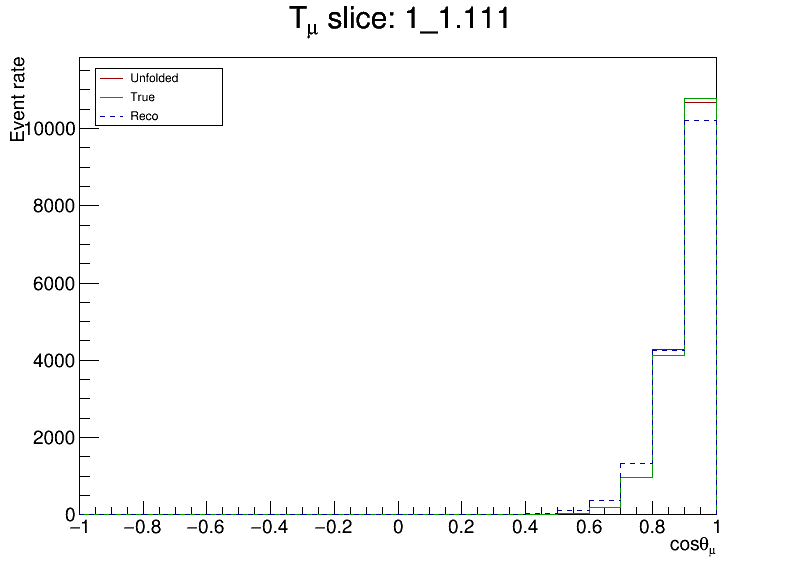 Tμ slice: 1_1.111
Event rate
Unfolded
True
Reco
10000
8000
6000
4000
2000
0
−1 −0.8 −0.6 −0.4 −0.2 0 0.2 0.4 0.6 0.8 1
cosθμ